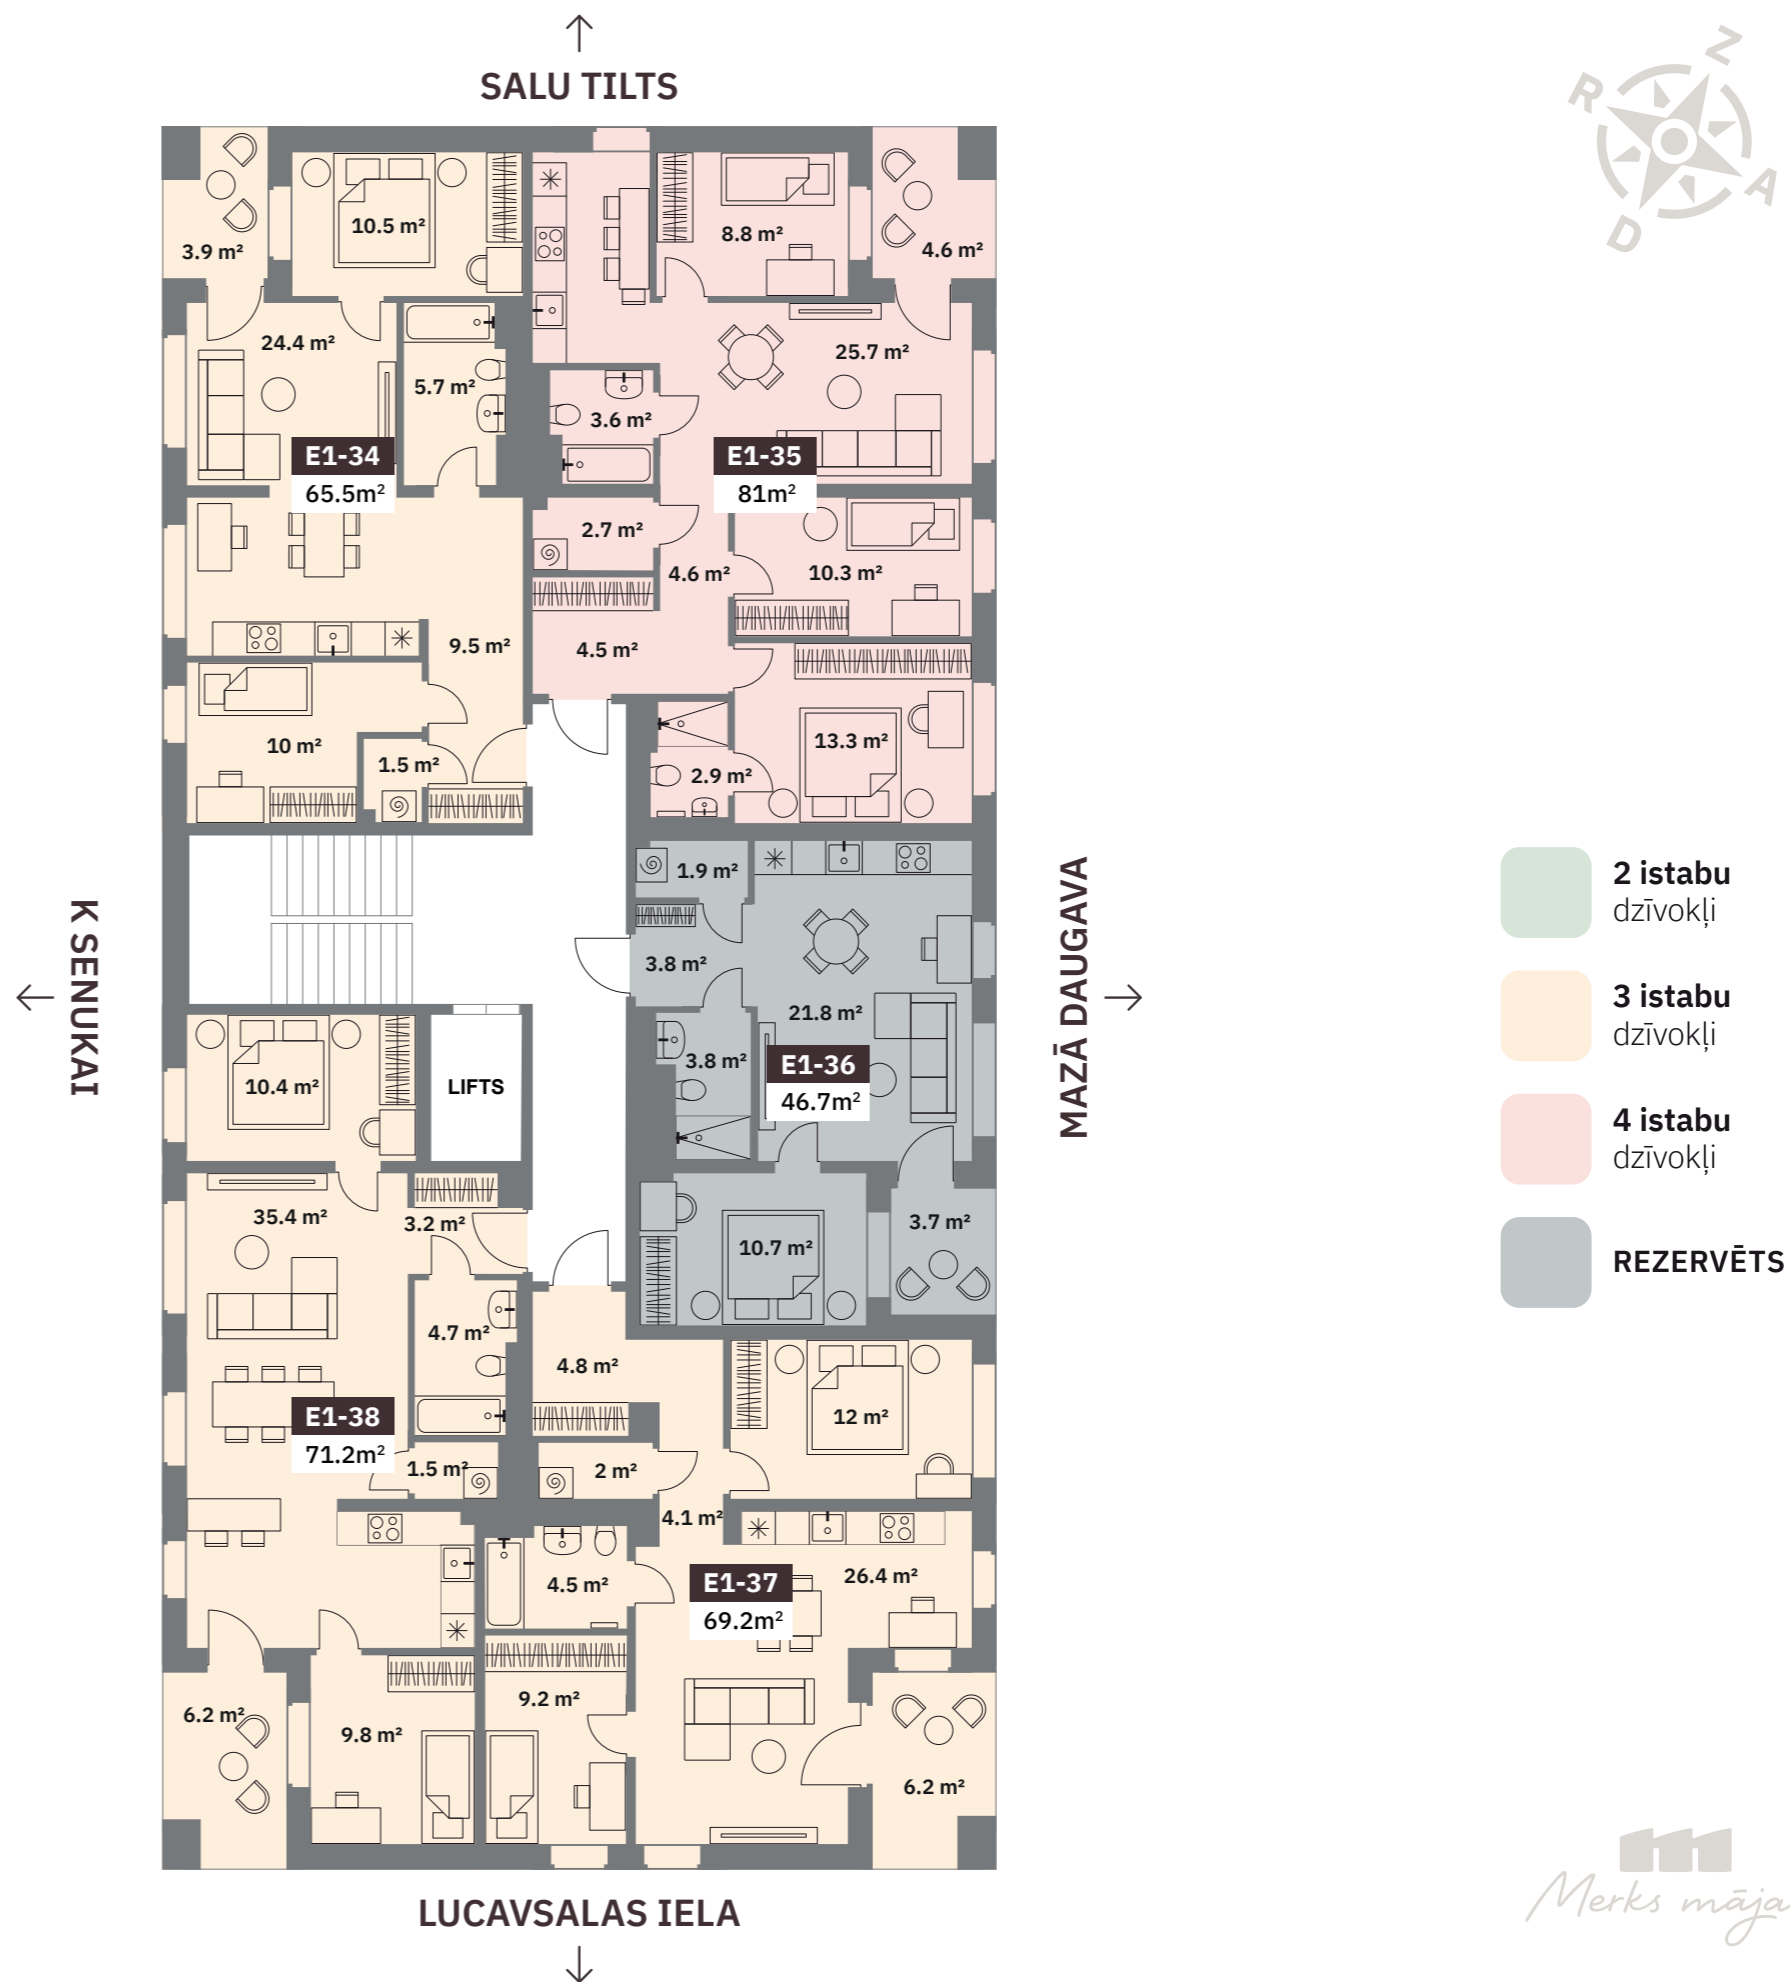 SALU TILTS
Z
R
A
D
3.9 m²
10.5 m²
8.8 m²
4.6 m²
24.4 m²
5.7 m²
25.7 m²
3.6 m²
E1-34
65.5m²
E1-35
81m²
2.7 m²
4.6 m²
10.3 m²
9.5 m²
4.5 m²
10 m²
1.5 m²
13.3 m²
2.9 m²
1.9 m²
3.8 m²
21.8 m²
3.8 m²
E1-36
46.7m²
K SENUKAI
MAZĀ DAUGAVA
10.4 m²
LIFTS
35.4 m²
3.2 m²
10.7 m²
3.7 m²
4.7 m²
4.8 m²
12 m²
E1-38
71.2m²
1.5 m²
2 m²
4.1 m²
4.5 m²
E1-37
69.2m²
26.4 m²
6.2 m²
9.8 m²
9.2 m²
6.2 m²
LUCAVSALAS IELA
2 istabu
dzīvokļi
3 istabu
dzīvokļi
4 istabu
dzīvokļi
REZERVĒTS
Merks māja